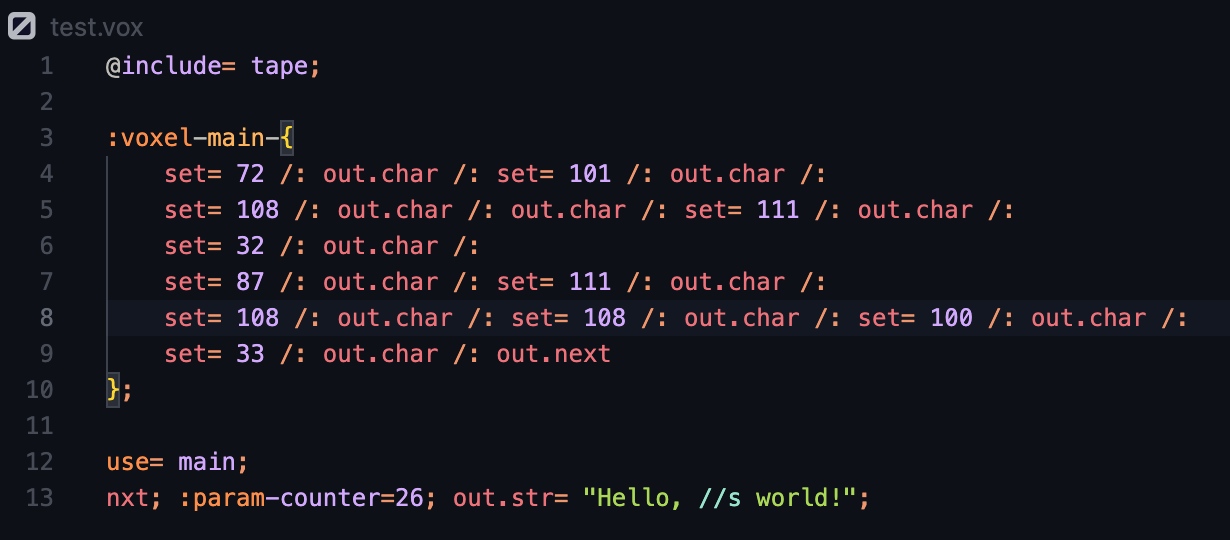 test.vox
1 @include= tape;
2
3 :voxel-main-{
4 set= 72 /: out.char /: set= 101 /: out.char /:
5 set= 108 /: out.char /: out.char /: set= 111 /: out.char /:
6 set= 32 /: out.char /:
7 set= 87 /: out.char /: set= 111 /: out.char /:
8 set= 108 /: out.char /: set= 108 /: out.char /: set= 100 /: out.char /:
9 set= 33 /: out.char /: out.next
10 };
11
12 use= main;
13 nxt; :param-counter=26; out.str= "Hello, //s world!";